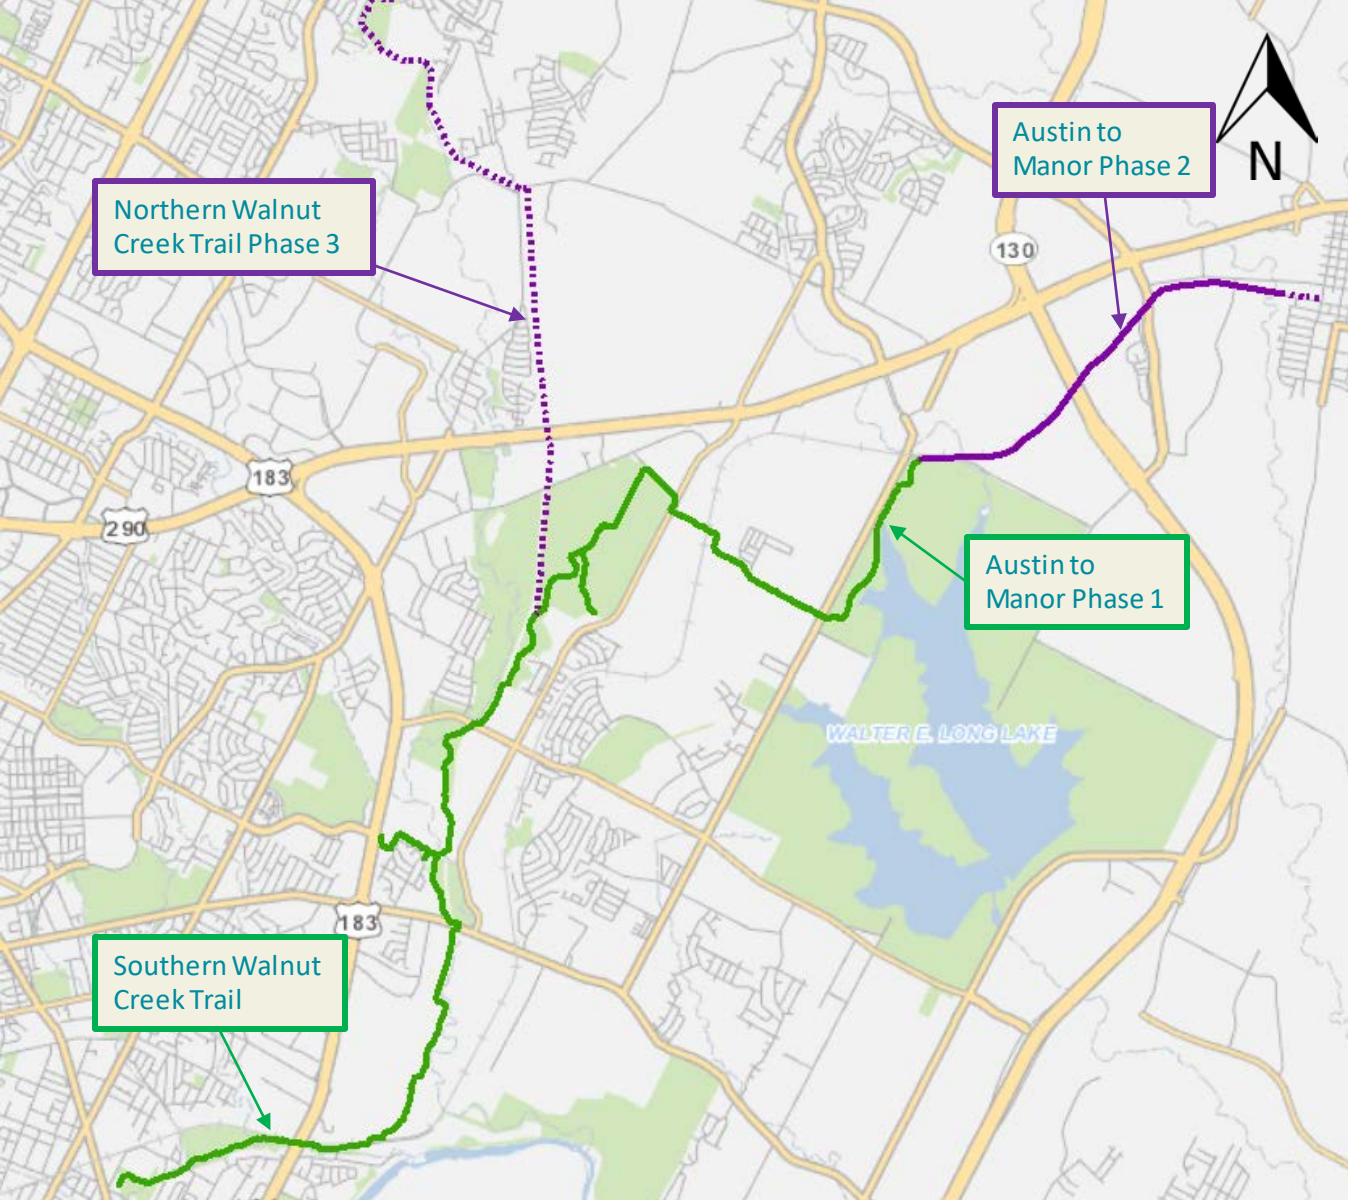 Austin to
Manor Phase 2
N
Northern Walnut
Creek Trail Phase 3
130
183
290
Austin to
Manor Phase 1
WALTER E. LONG LAKE
183
Southern Walnut
Creek Trail